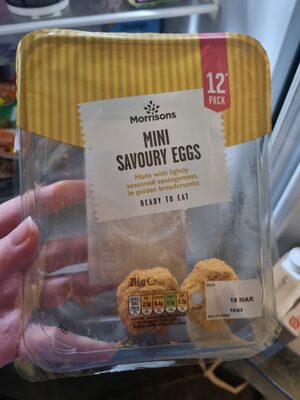 12
PACK
Morrisons
MINI
SAVOURY EGGS
Made with lightly
seasoned sausagemeat,
in golden breadcrumbs
READY TO EAT
216g e
18 MAR